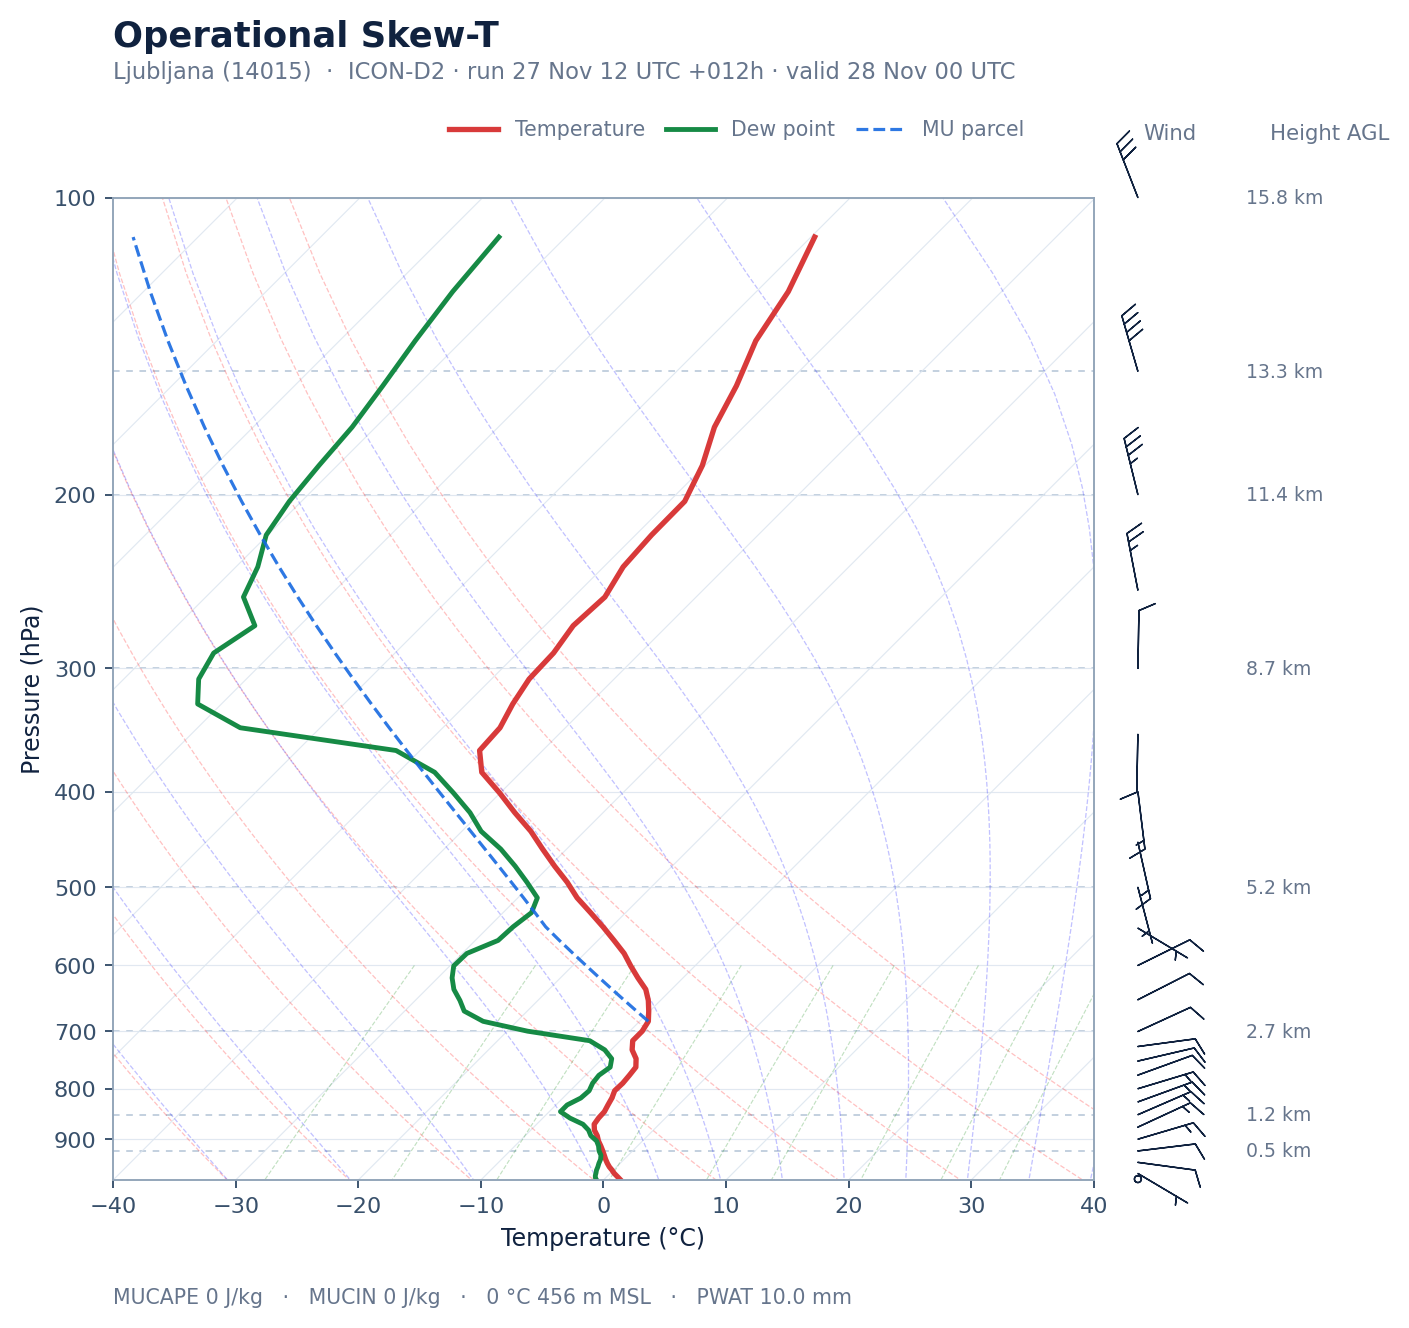 Operational Skew-T
Ljubljana (14015) · ICON-D2 · run 27 Nov 12 UTC +012h · valid 28 Nov 00 UTC
Temperature
Dew point
MU parcel
Wind
Height AGL
100
200
300
400
500
600
700
800
900
Pressure (hPa)
15.8 km
13.3 km
11.4 km
8.7 km
5.2 km
2.7 km
1.2 km
0.5 km
−40
−30
−20
−10
0
10
20
30
40
Temperature (°C)
MUCAPE 0 J/kg · MUCIN 0 J/kg · 0 °C 456 m MSL · PWAT 10.0 mm